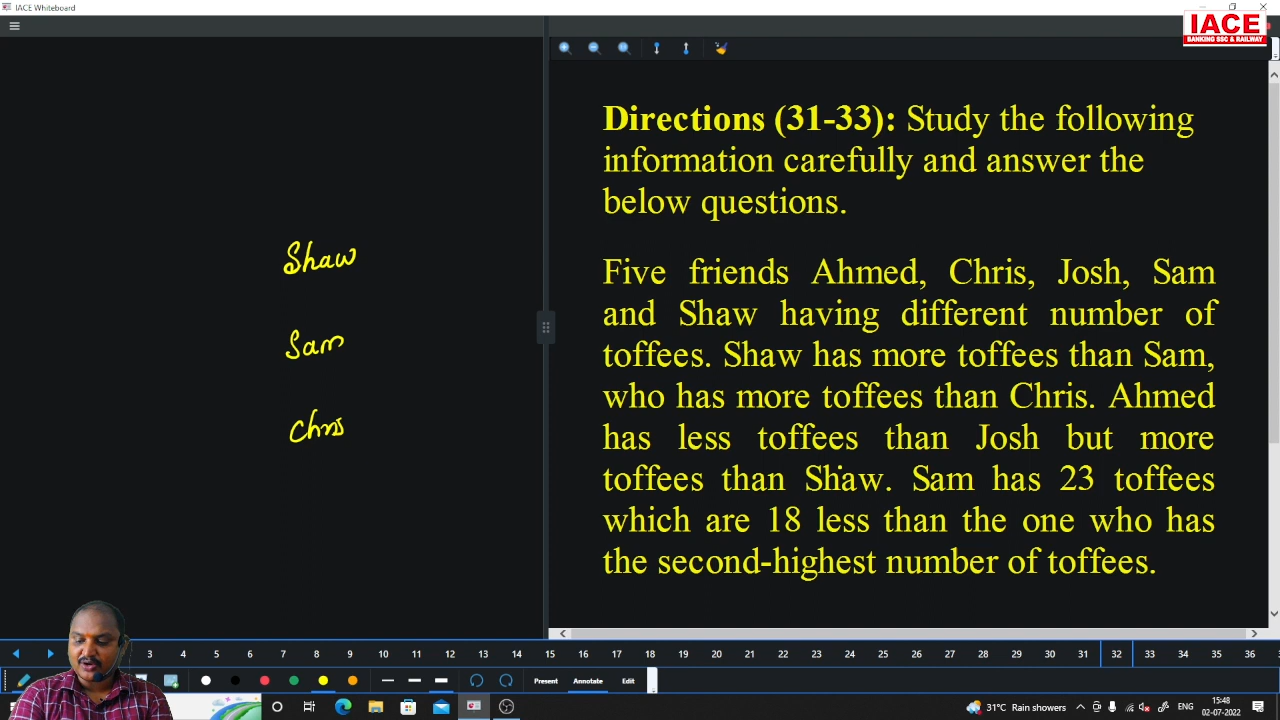 IACE Whiteboard
IACE
BANKING SSC & RAILWAY
Directions (31-33): Study the following
information carefully and answer the
below questions.
Five friends Ahmed, Chris, Josh, Sam
and Shaw having different number of
toffees. Shaw has more toffees than Sam,
who has more toffees than Chris. Ahmed
has less toffees than Josh but more
toffees than Shaw. Sam has 23 toffees
which are 18 less than the one who has
the second-highest number of toffees.
Shaw
Sam
Chris
3 4 5 6 7 8 9 10 11 12 13 14 15 16 17 18 19 20 21 22 23 24 25 26 27 28 29 30 31 32 33 34 35 36
Present Annotate Edit
31°C Rain showers ENG 15:48
02-07-2022